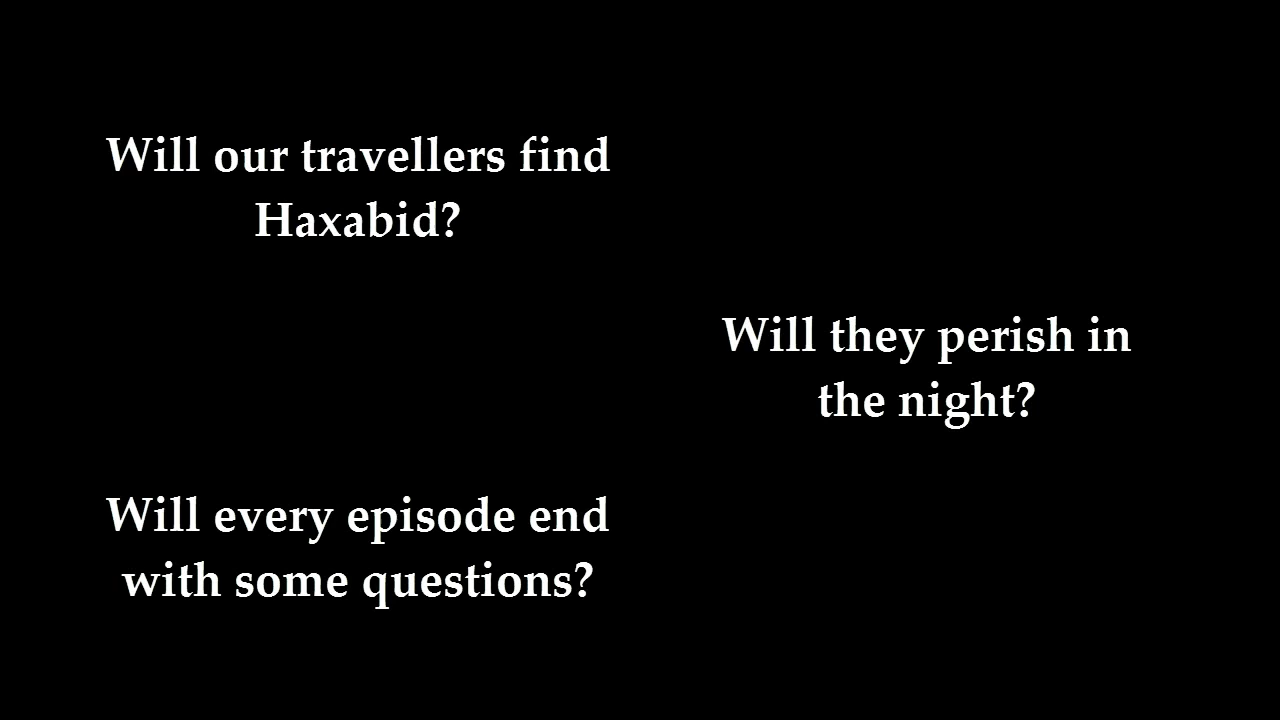 Will our travellers find
Haxabid?
Will they perish in
the night?
Will every episode end
with some questions?